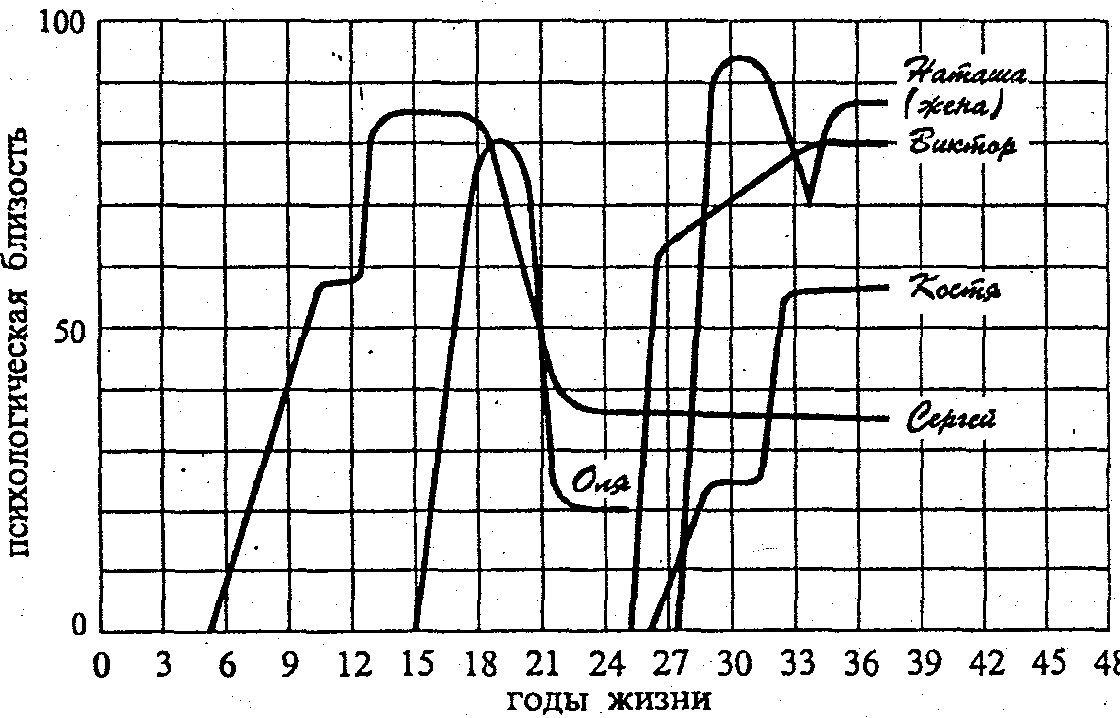 100
Наташа
(жена)
Виктор
50
Костя
Сергей
Оля
0
0 3 6 9 12 15 18 21 24 27 30 33 36 39 42 45 48
годы жизни
психологическая близость